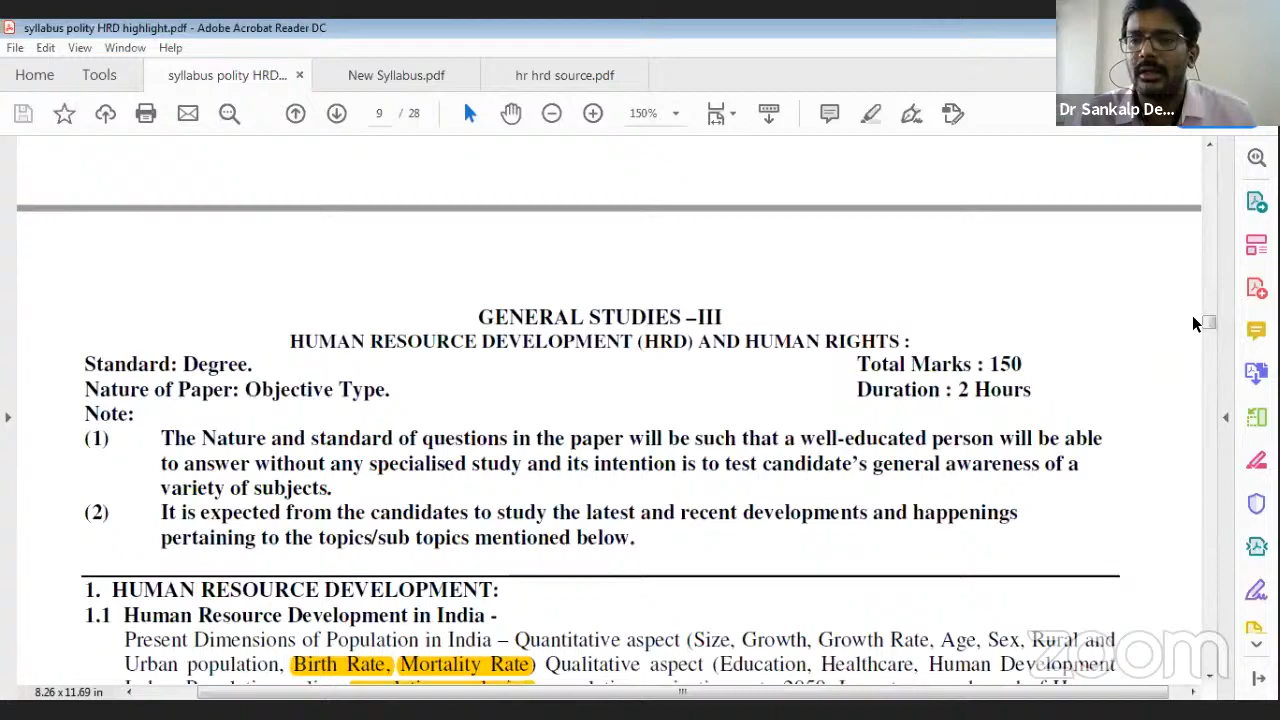 syllabus polity HRD highlight.pdf - Adobe Acrobat Reader DC
File Edit View Window Help
Home Tools syllabus polity HRD... × New Syllabus.pdf hr hrd source.pdf
9 / 28 150%
Dr Sankalp De...
GENERAL STUDIES –III
HUMAN RESOURCE DEVELOPMENT (HRD) AND HUMAN RIGHTS :
Standard: Degree. Total Marks : 150
Nature of Paper: Objective Type. Duration : 2 Hours
Note:
(1) The Nature and standard of questions in the paper will be such that a well-educated person will be able
to answer without any specialised study and its intention is to test candidate's general awareness of a
variety of subjects.
(2) It is expected from the candidates to study the latest and recent developments and happenings
pertaining to the topics/sub topics mentioned below.
1. HUMAN RESOURCE DEVELOPMENT:
1.1 Human Resource Development in India -
Present Dimensions of Population in India – Quantitative aspect (Size, Growth, Growth Rate, Age, Sex, Rural and
Urban population, Birth Rate, Mortality Rate) Qualitative aspect (Education, Healthcare, Human Development
zoom
8.26 x 11.69 in